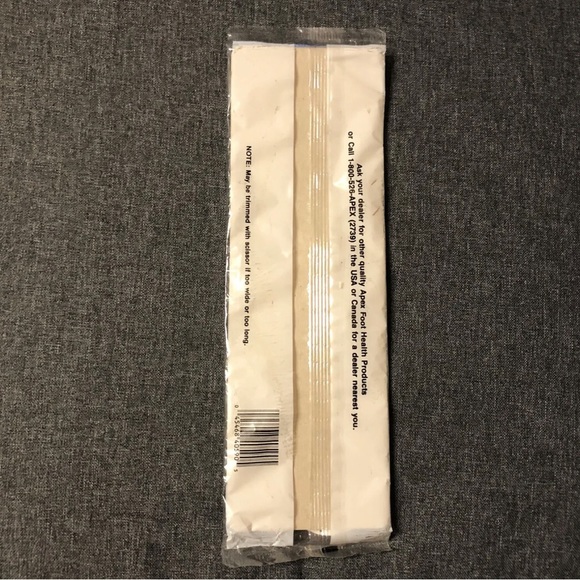 Ask your dealer for other quality Apex Foot Health Products
or Call 1-800-526-APEX (2739) in the USA or Canada for a dealer nearest you.
NOTE: May be trimmed with scissor if too wide or too long.